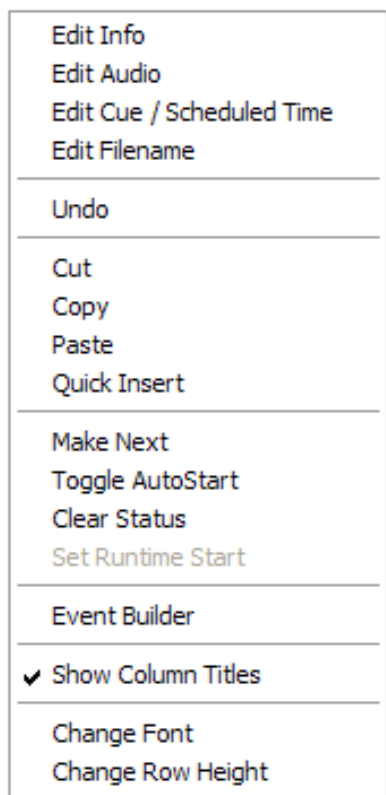 Edit Info
Edit Audio
Edit Cue / Scheduled Time
Edit Filename
Undo
Cut
Copy
Paste
Quick Insert
Make Next
Toggle AutoStart
Clear Status
Set Runtime Start
Event Builder
Show Column Titles
Change Font
Change Row Height